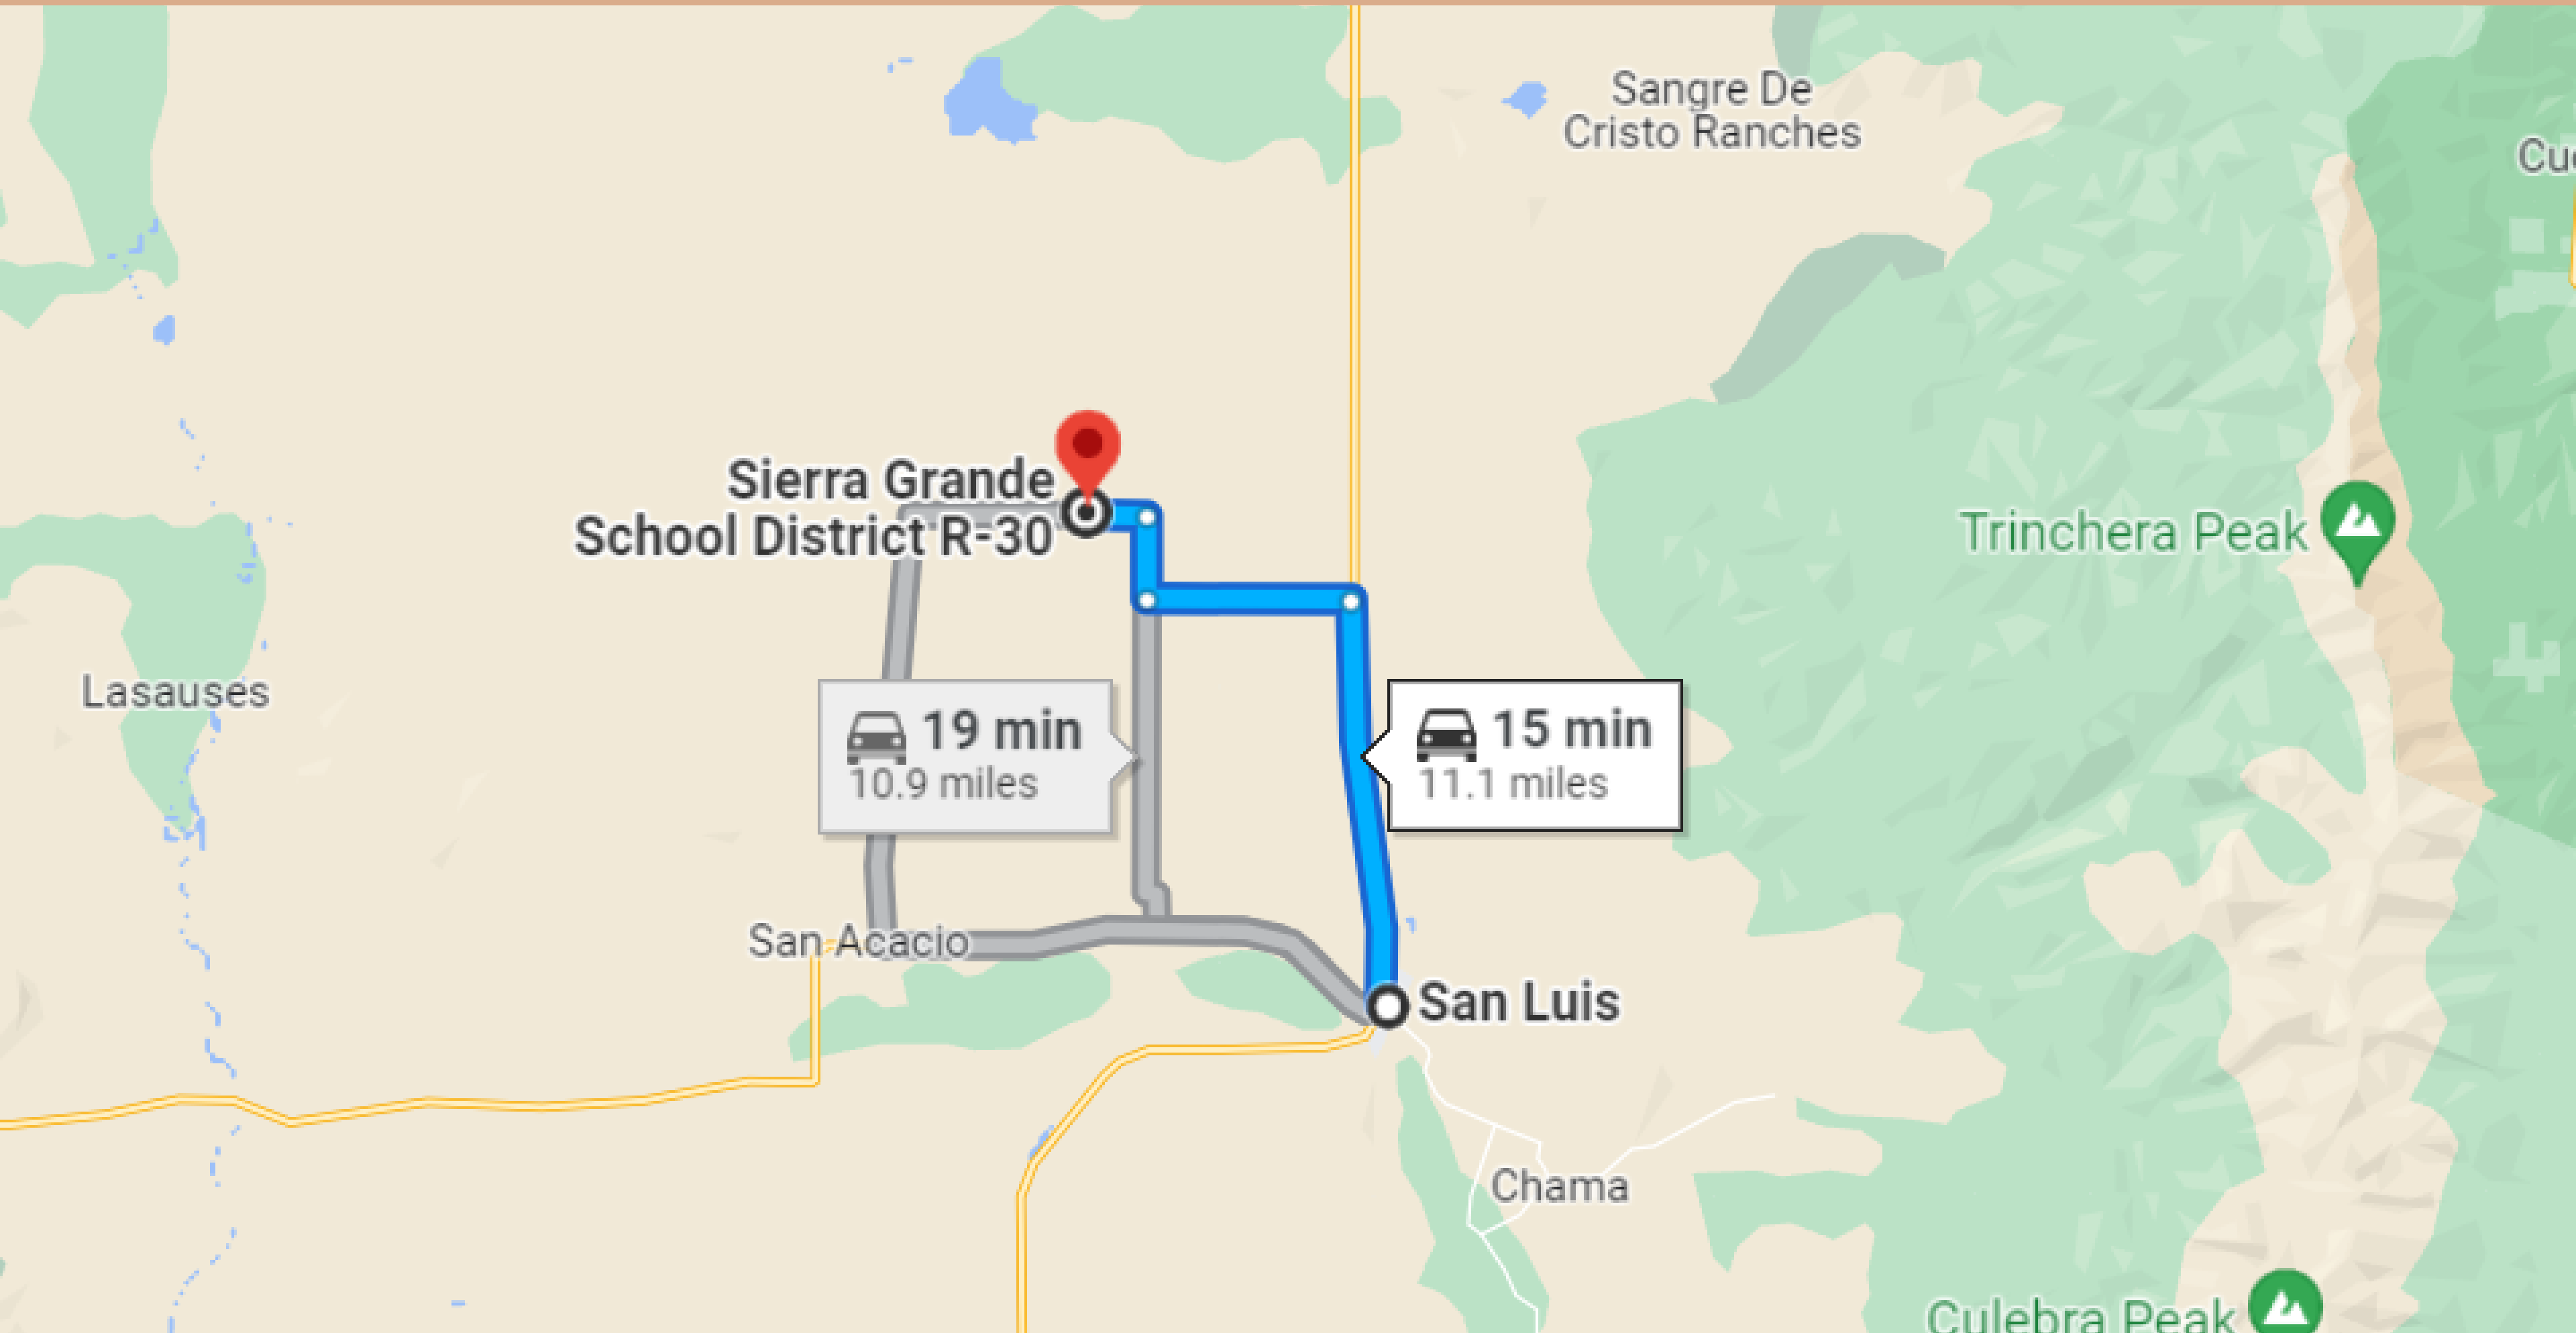 Sangre De
Cristo Ranches
Sierra Grande
School District R-30
Trinchera Peak
Lasauses
19 min
10.9 miles
15 min
11.1 miles
San Acacio
San Luis
Chama
Culebra Peak